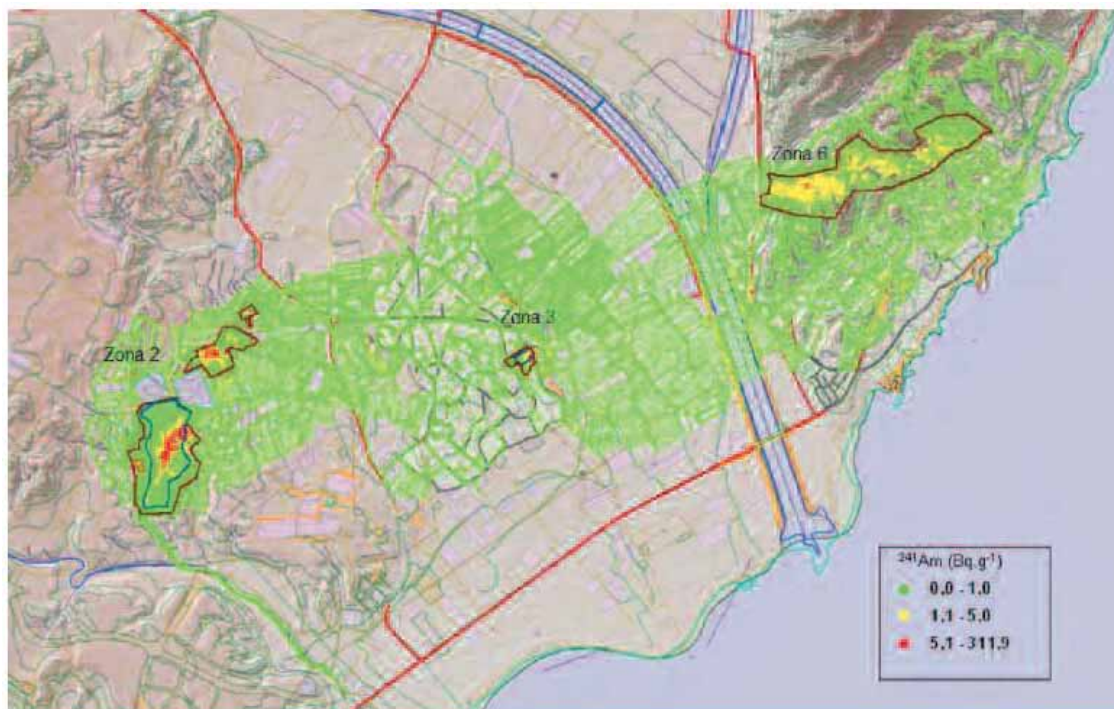 Zona 6
Zona 3
Zona 2
²⁴¹Am (Bq.g⁻¹)
0,0 - 1,0
1,1 - 5,0
5,1 - 311,9